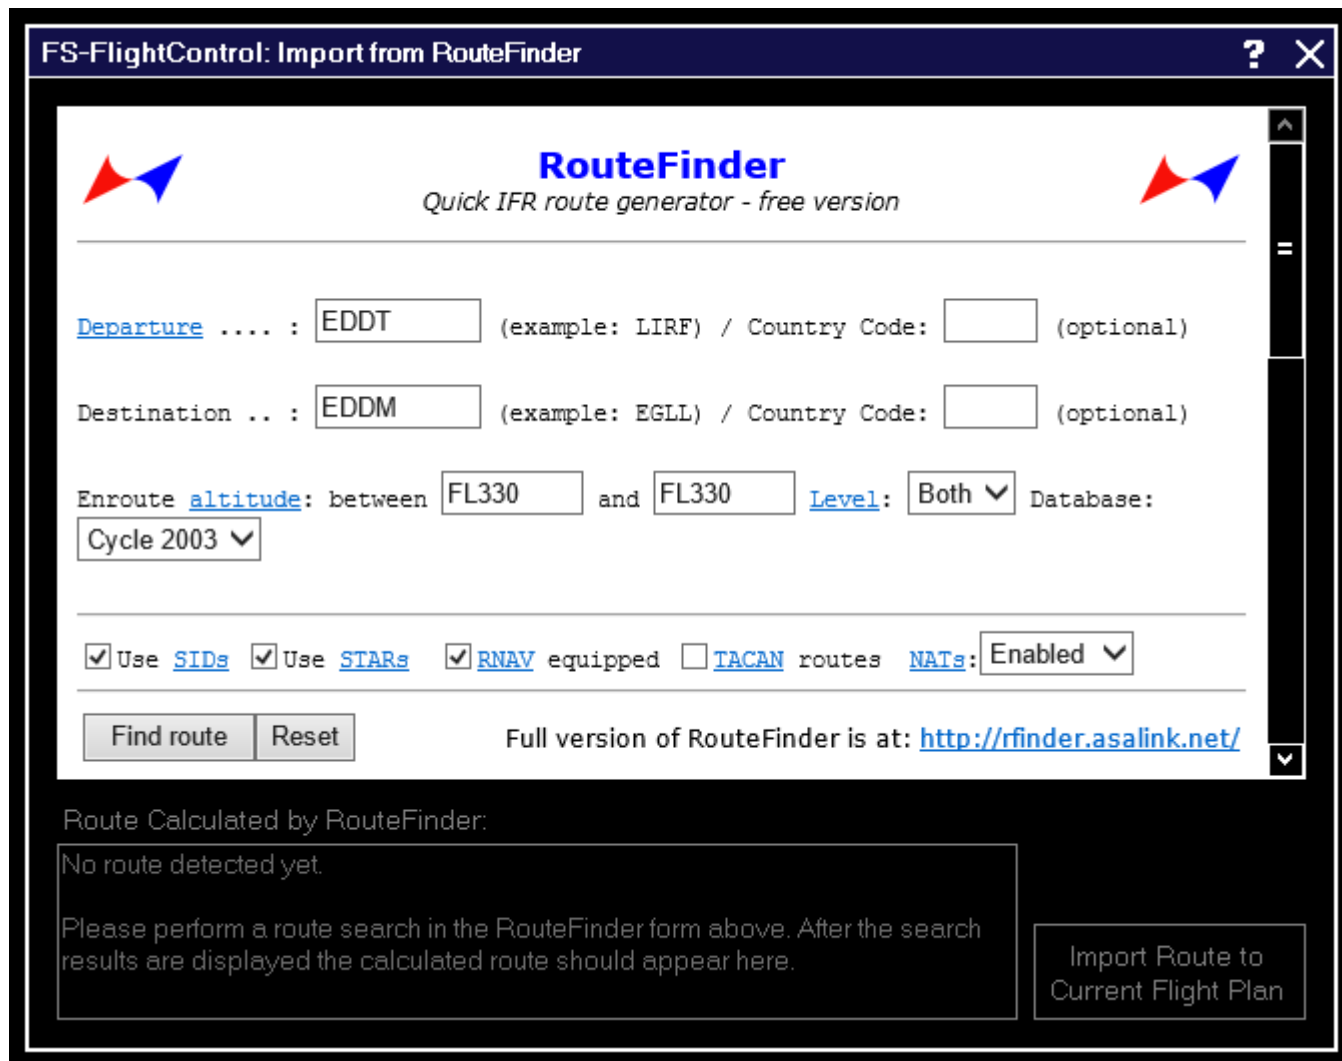 FS-FlightControl: Import from RouteFinder ?
RouteFinder
Quick IFR route generator - free version
Departure .... : EDDT (example: LIRF) / Country Code: (optional)
Destination .. : EDDM (example: EGLL) / Country Code: (optional)
Enroute altitude: between FL330 and FL330 Level: Both Database:
Cycle 2003
Use SIDs Use STARs RNAV equipped TACAN routes NATs: Enabled
Find route Reset Full version of RouteFinder is at: http://rfinder.asalink.net/
Route Calculated by RouteFinder:
No route detected yet.
Please perform a route search in the RouteFinder form above. After the search
results are displayed the calculated route should appear here.
Import Route to
Current Flight Plan